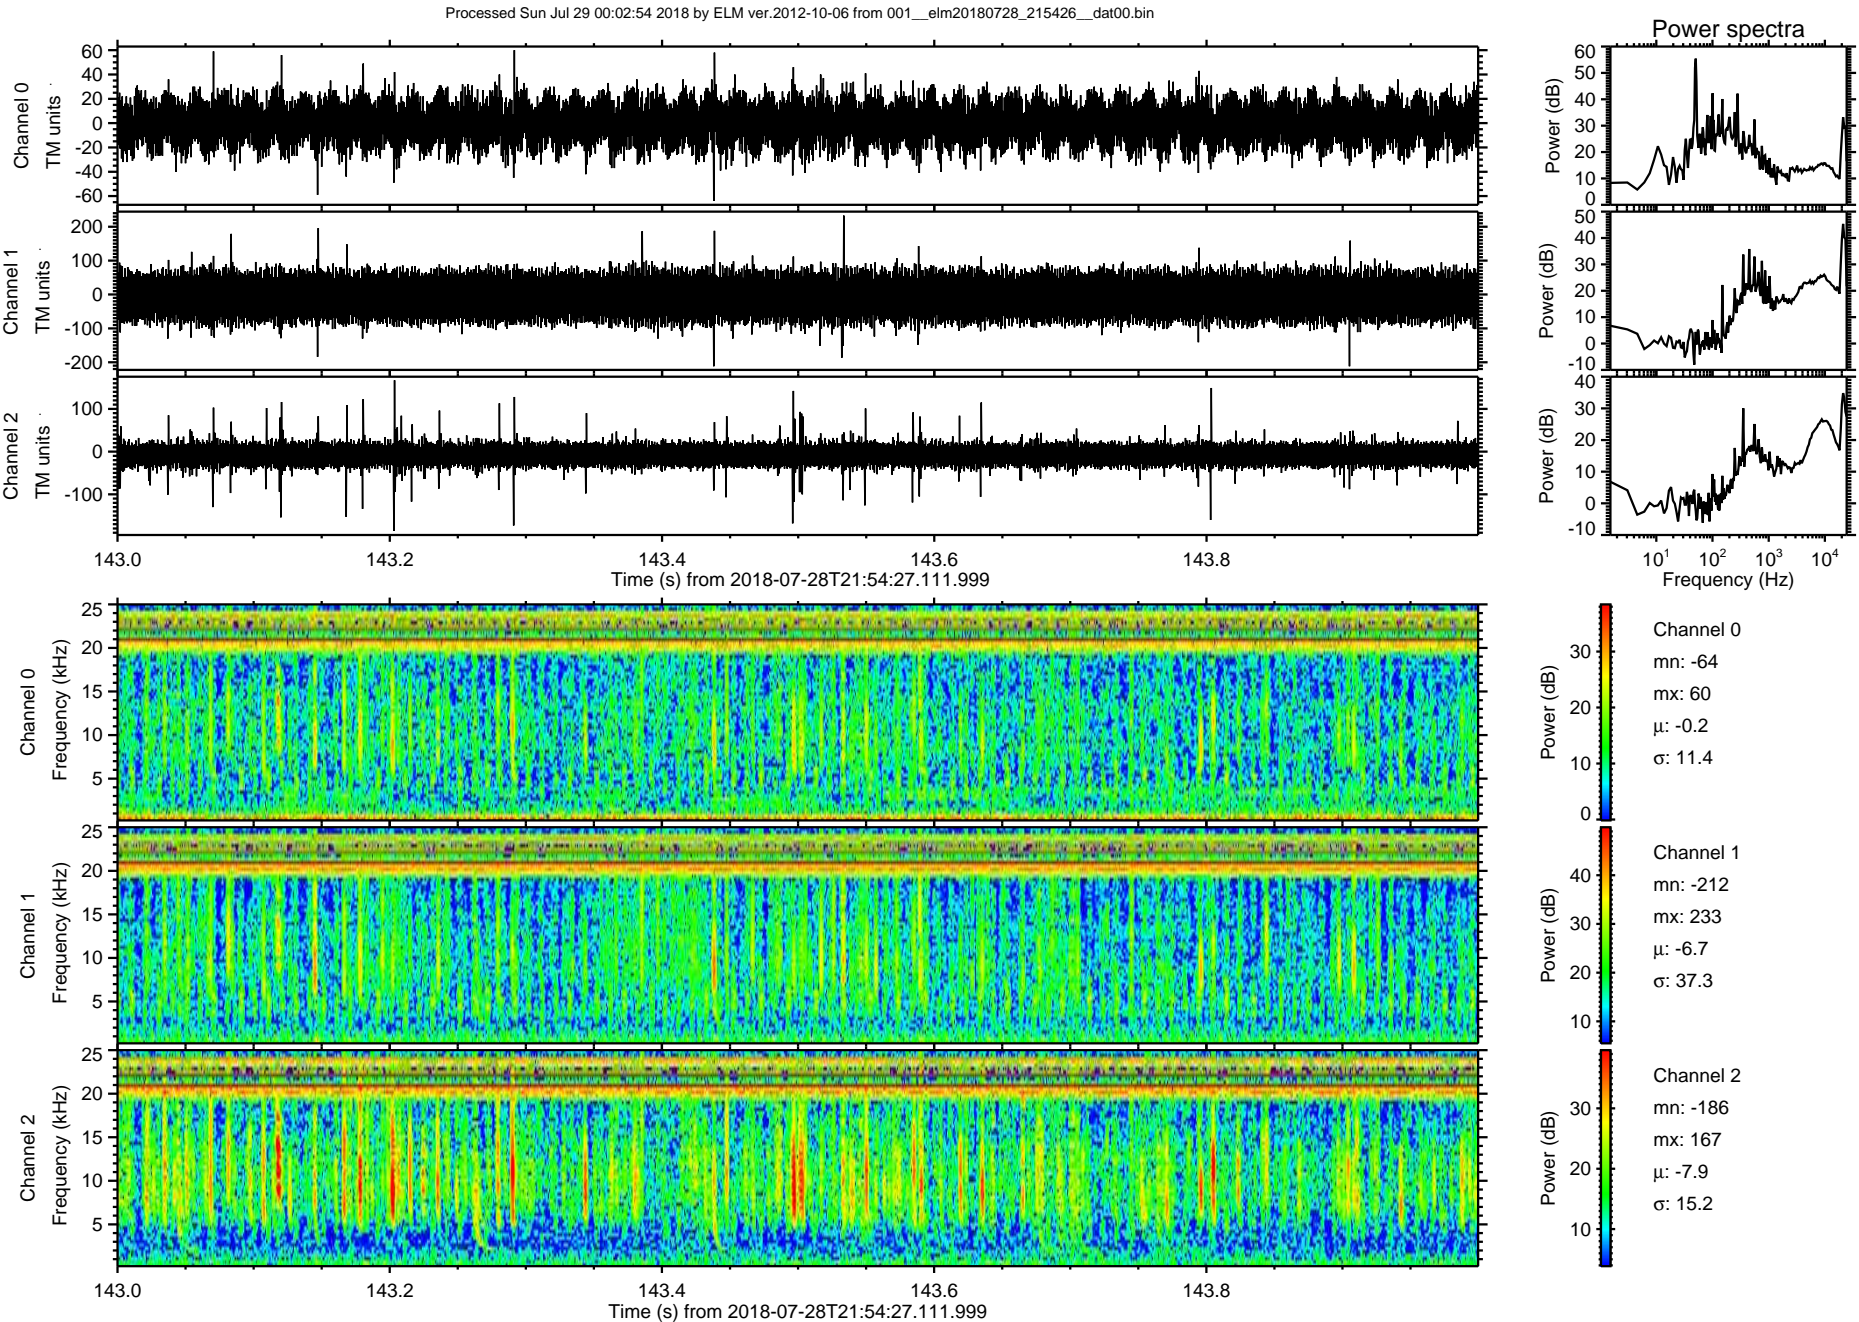 Processed Sun Jul 29 00:02:54 2018 by ELM ver.2012-10-06 from 001__elm20180728_215426__dat00.bin
Power spectra
Channel 0
TM units
60
40
20
0
-20
-40
-60
Power (dB)
60
50
40
30
20
10
0
Channel 1
TM units
200
100
0
-100
-200
Power (dB)
50
40
30
20
10
0
-10
Channel 2
TM units
100
0
-100
Power (dB)
40
30
20
10
0
-10
143.0 143.2 143.4 143.6 143.8
Time (s) from 2018-07-28T21:54:27.111.999
10¹ 10² 10³ 10⁴
Frequency (Hz)
Channel 0
Frequency (kHz)
25
20
15
10
5
Power (dB)
30
20
10
0
Channel 0
mn: -64
mx: 60
µ: -0.2
σ: 11.4
Channel 1
Frequency (kHz)
25
20
15
10
5
Power (dB)
40
30
20
10
Channel 1
mn: -212
mx: 233
µ: -6.7
σ: 37.3
Channel 2
Frequency (kHz)
25
20
15
10
5
Power (dB)
30
20
10
Channel 2
mn: -186
mx: 167
µ: -7.9
σ: 15.2
143.0 143.2 143.4 143.6 143.8
Time (s) from 2018-07-28T21:54:27.111.999